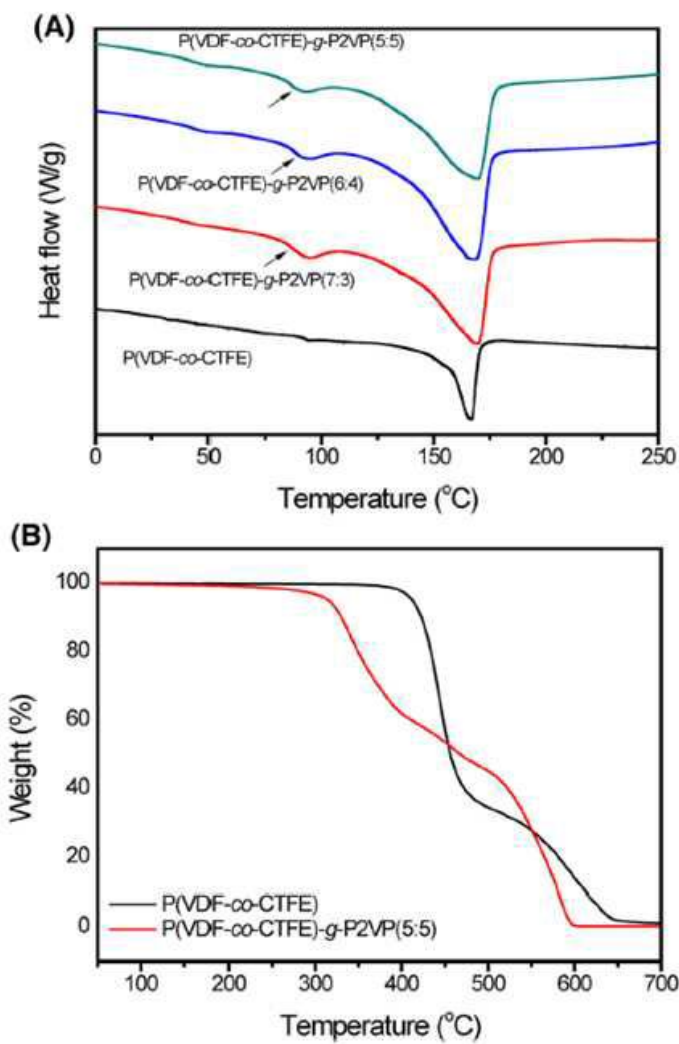 (A)
P(VDF-co-CTFE)-g-P2VP(5:5)
P(VDF-co-CTFE)-g-P2VP(6:4)
P(VDF-co-CTFE)-g-P2VP(7:3)
P(VDF-co-CTFE)
Heat flow (W/g)
0 50 100 150 200 250
Temperature (°C)
(B)
100
80
60
40
20
0
Weight (%)
P(VDF-co-CTFE)
P(VDF-co-CTFE)-g-P2VP(5:5)
100 200 300 400 500 600 700
Temperature (°C)